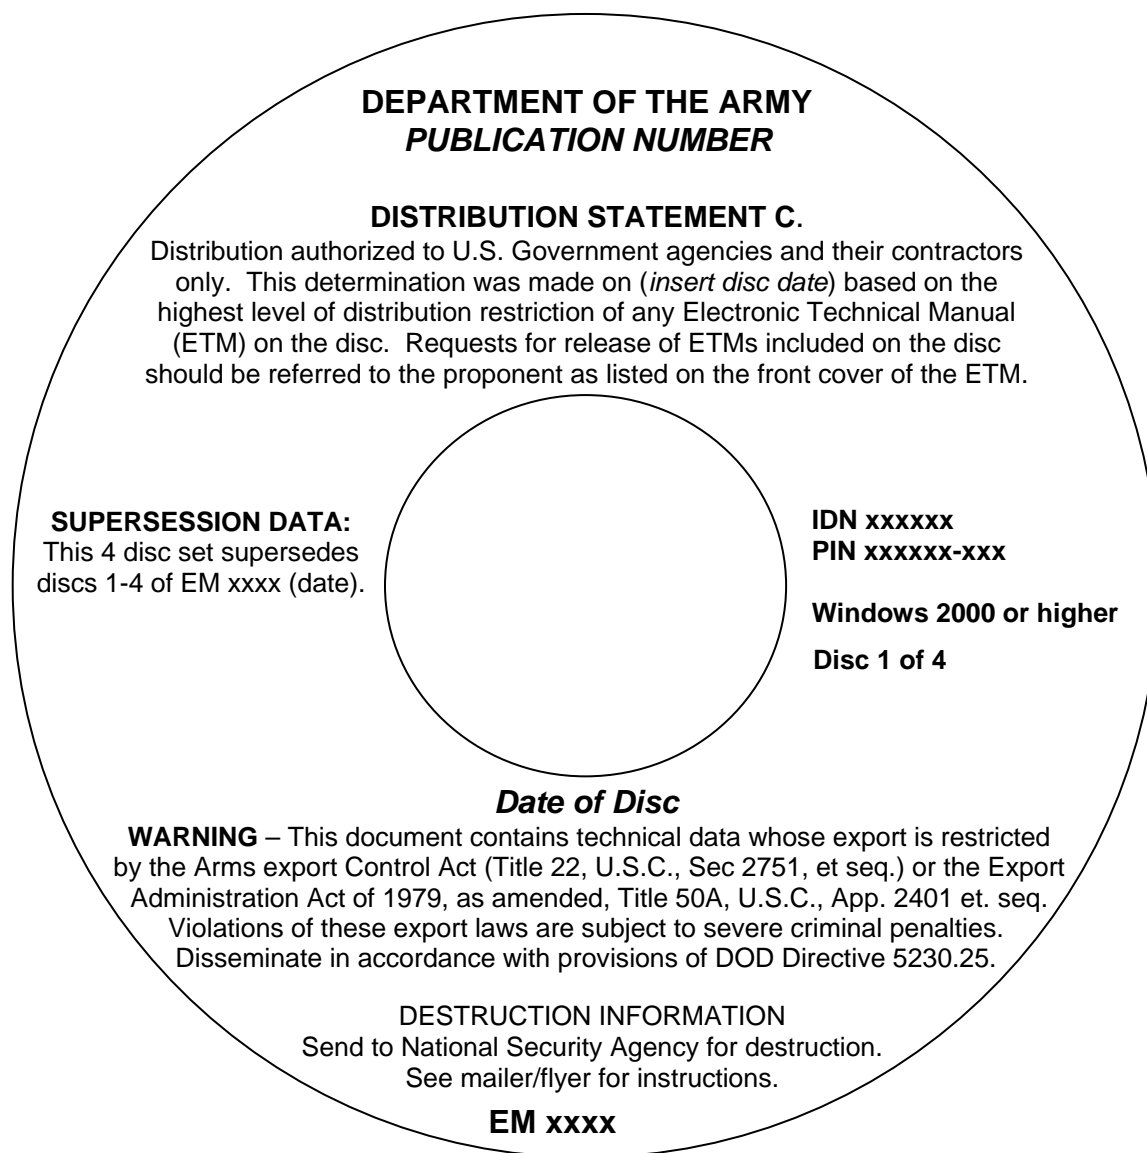 DEPARTMENT OF THE ARMY
PUBLICATION NUMBER
DISTRIBUTION STATEMENT C.
Distribution authorized to U.S. Government agencies and their contractors
only.  This determination was made on (insert disc date) based on the
highest level of distribution restriction of any Electronic Technical Manual
(ETM) on the disc.  Requests for release of ETMs included on the disc
should be referred to the proponent as listed on the front cover of the ETM.
SUPERSESSION DATA:
This 4 disc set supersedes
discs 1-4 of EM xxxx (date).
IDN xxxxxx
PIN xxxxxx-xxx
Windows 2000 or higher
Disc 1 of 4
Date of Disc
WARNING – This document contains technical data whose export is restricted
by the Arms export Control Act (Title 22, U.S.C., Sec 2751, et seq.) or the Export
Administration Act of 1979, as amended, Title 50A, U.S.C., App. 2401 et. seq.
Violations of these export laws are subject to severe criminal penalties.
Disseminate in accordance with provisions of DOD Directive 5230.25.
DESTRUCTION INFORMATION
Send to National Security Agency for destruction.
See mailer/flyer for instructions.
EM xxxx